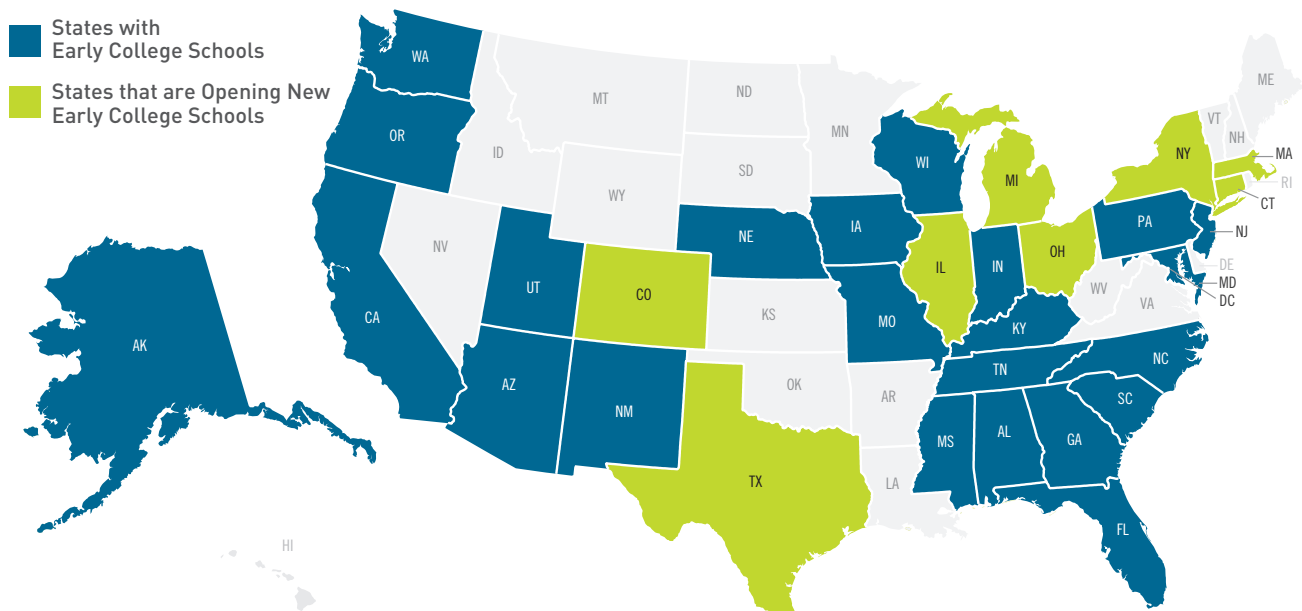 States with
Early College Schools
States that are Opening New
Early College Schools
WA
OR
CA
AK
HI
ID
NV
MT
WY
UT
AZ
CO
NM
ND
SD
NE
KS
OK
TX
MN
IA
MO
AR
LA
WI
IL
MI
IN
OH
KY
TN
MS
AL
GA
FL
SC
NC
VA
WV
PA
NY
VT
NH
ME
MA
RI
CT
NJ
DE
MD
DC